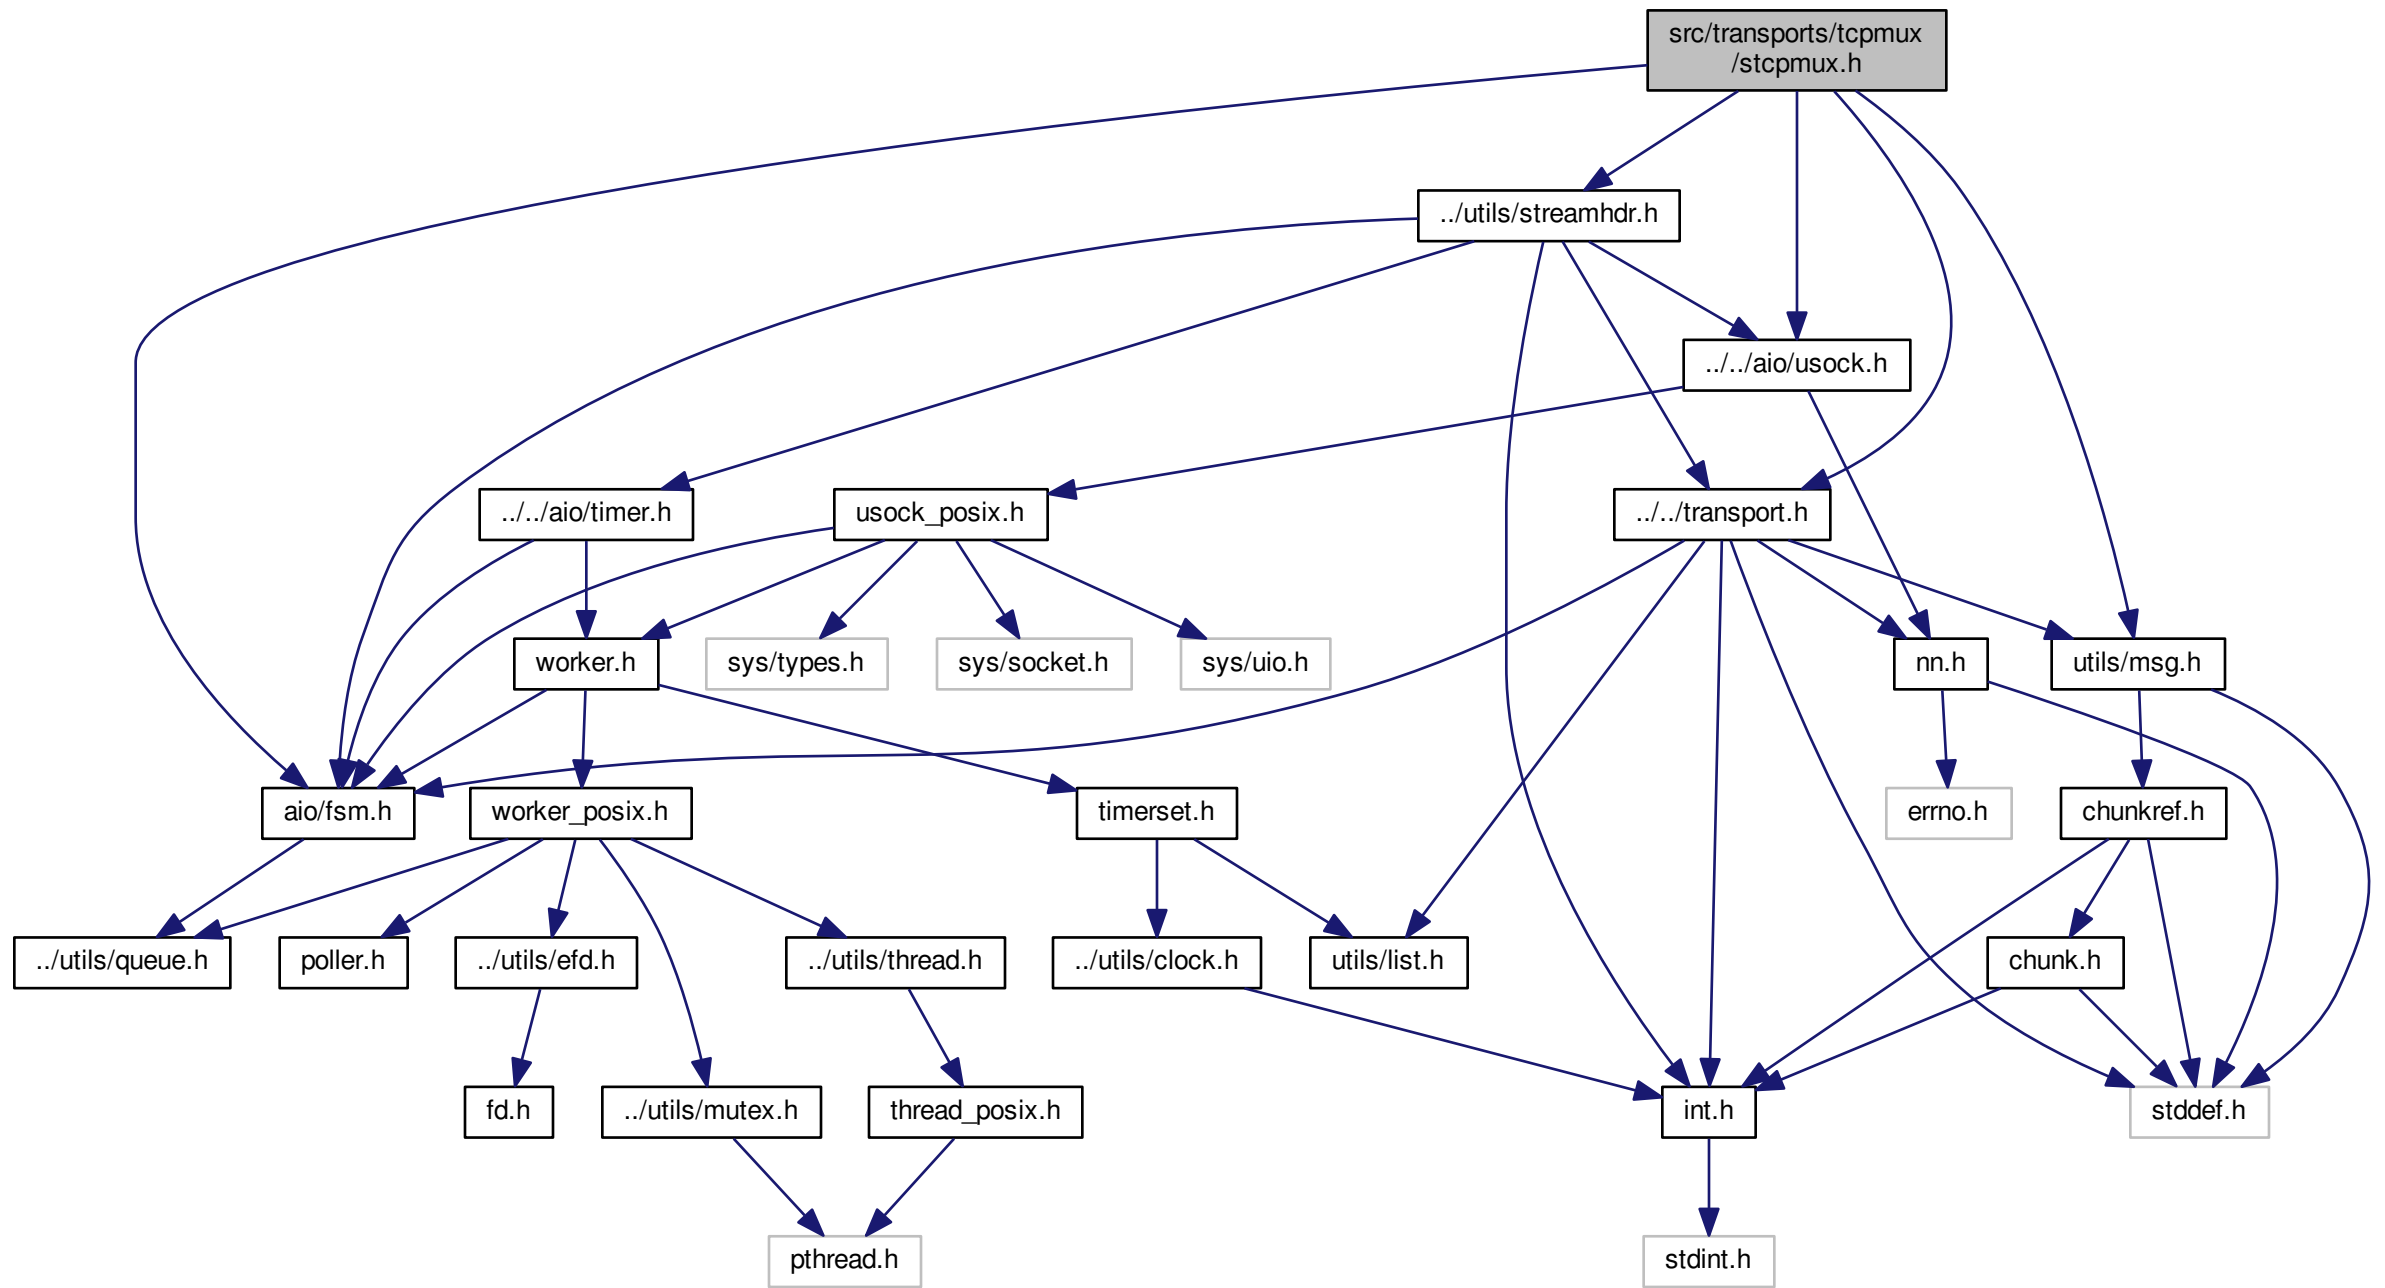 src/transports/tcpmux
/stcpmux.h
../utils/streamhdr.h
../../aio/usock.h
../../aio/timer.h
usock_posix.h
../../transport.h
worker.h
sys/types.h
sys/socket.h
sys/uio.h
nn.h
utils/msg.h
aio/fsm.h
worker_posix.h
timerset.h
errno.h
chunkref.h
../utils/queue.h
poller.h
../utils/efd.h
../utils/thread.h
../utils/clock.h
utils/list.h
chunk.h
fd.h
../utils/mutex.h
thread_posix.h
int.h
stddef.h
pthread.h
stdint.h